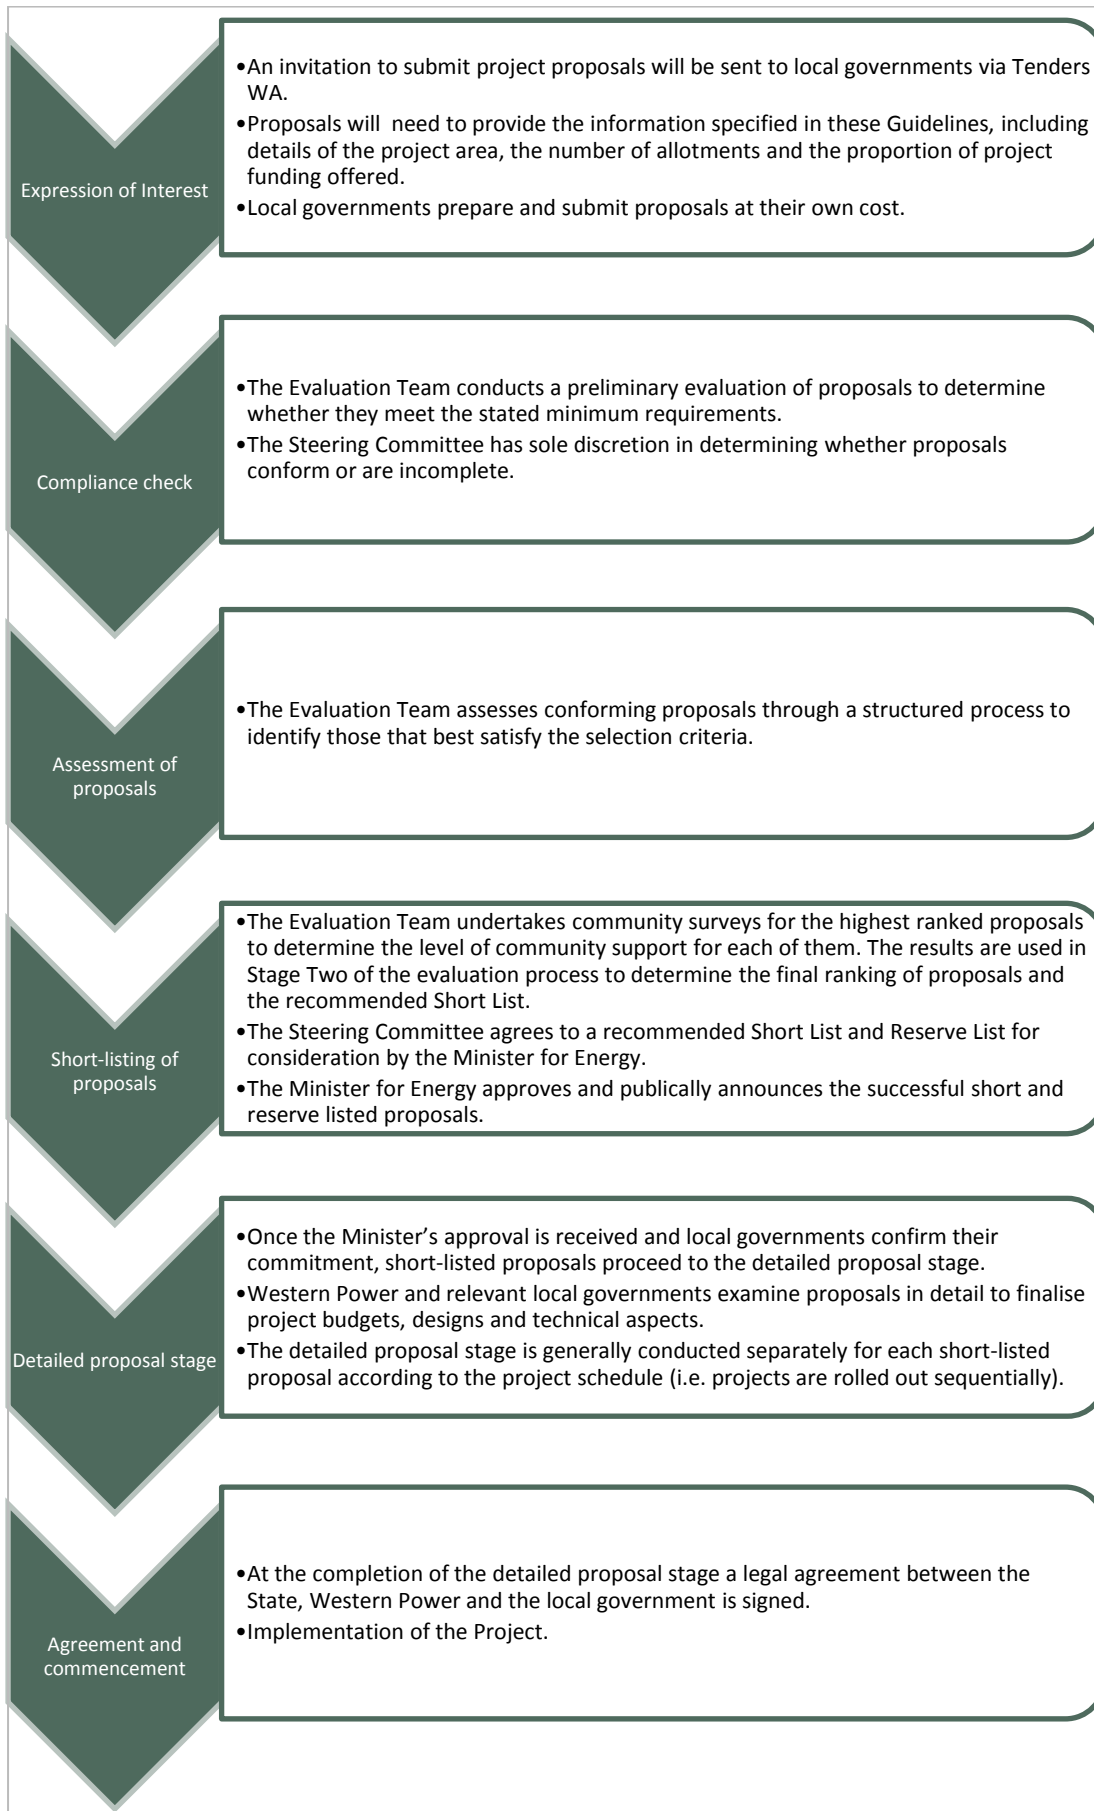 Expression of Interest
•An invitation to submit project proposals will be sent to local governments via Tenders
WA.
•Proposals will  need to provide the information specified in these Guidelines, including
details of the project area, the number of allotments and the proportion of project
funding offered.
•Local governments prepare and submit proposals at their own cost.
Compliance check
•The Evaluation Team conducts a preliminary evaluation of proposals to determine
whether they meet the stated minimum requirements.
•The Steering Committee has sole discretion in determining whether proposals
conform or are incomplete.
Assessment of
proposals
•The Evaluation Team assesses conforming proposals through a structured process to
identify those that best satisfy the selection criteria.
Short-listing of
proposals
•The Evaluation Team undertakes community surveys for the highest ranked proposals
to determine the level of community support for each of them. The results are used in
Stage Two of the evaluation process to determine the final ranking of proposals and
the recommended Short List.
•The Steering Committee agrees to a recommended Short List and Reserve List for
consideration by the Minister for Energy.
•The Minister for Energy approves and publically announces the successful short and
reserve listed proposals.
Detailed proposal stage
•Once the Minister’s approval is received and local governments confirm their
commitment, short-listed proposals proceed to the detailed proposal stage.
•Western Power and relevant local governments examine proposals in detail to finalise
project budgets, designs and technical aspects.
•The detailed proposal stage is generally conducted separately for each short-listed
proposal according to the project schedule (i.e. projects are rolled out sequentially).
Agreement and
commencement
•At the completion of the detailed proposal stage a legal agreement between the
State, Western Power and the local government is signed.
•Implementation of the Project.